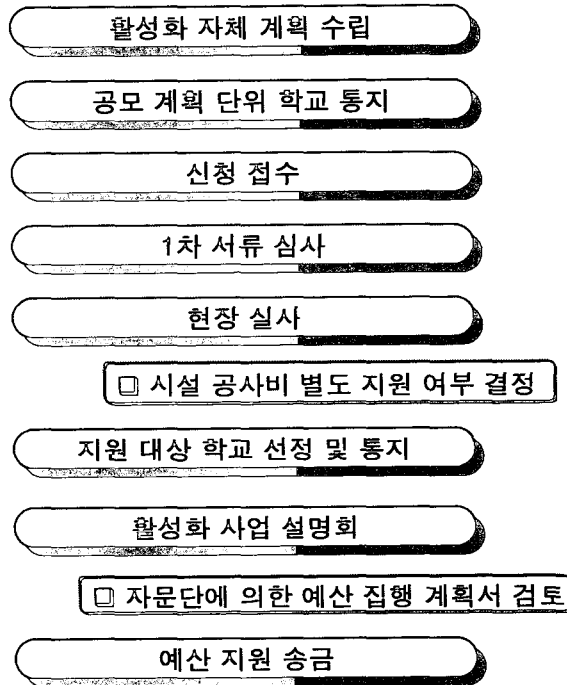 활성화 자체 계획 수립
공모 계획 단위 학교 통지
신청 접수
1차 서류 심사
현장 실사
□ 시설 공사비 별도 지원 여부 결정
지원 대상 학교 선정 및 통지
활성화 사업 설명회
□ 자문단에 의한 예산 집행 계획서 검토
예산 지원 송금